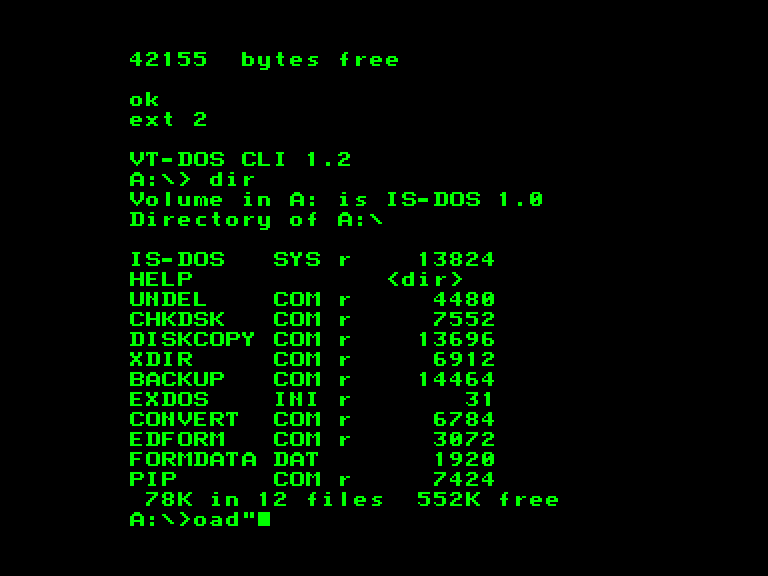 42155  bytes free
ok
ext 2
VT-DOS CLI 1.2
A:\> dir
Volume in A: is IS-DOS 1.0
Directory of A:\
IS-DOS   SYS r    13824
HELP            <dir>
UNDEL    COM r     4480
CHKDSK   COM r     7552
DISKCOPY COM r    13696
XDIR     COM r     6912
BACKUP   COM r    14464
EXDOS    INI r       31
CONVERT  COM r     6784
EDFORM   COM r     3072
FORMDATA DAT       1920
PIP      COM r     7424
 78K in 12 files  552K free
A:\>oad"